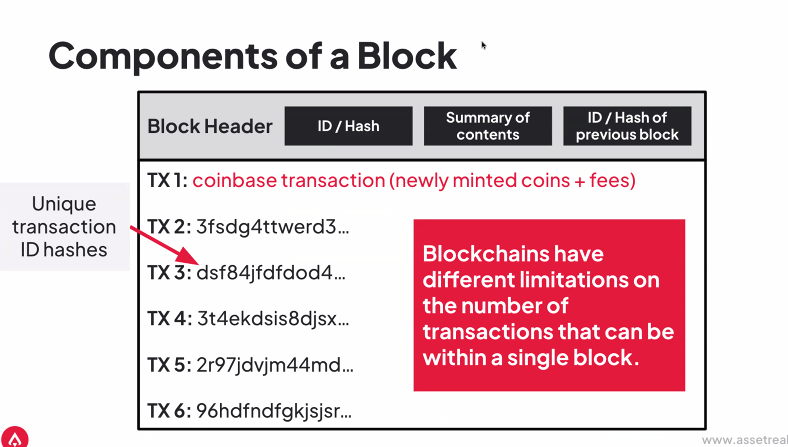 Components of a Block
Block Header
ID / Hash
Summary of
contents
ID / Hash of
previous block
TX 1: coinbase transaction (newly minted coins + fees)
Unique
transaction
ID hashes
TX 2: 3fsdg4ttwerd3...
TX 3: dsf84jfdfdod4...
TX 4: 3t4ekdsis8djsx...
TX 5: 2r97jdvjm44md...
TX 6: 96hdfndfgkjsjsr...
Blockchains have
different limitations on
the number of
transactions that can be
within a single block.
www.assetreal